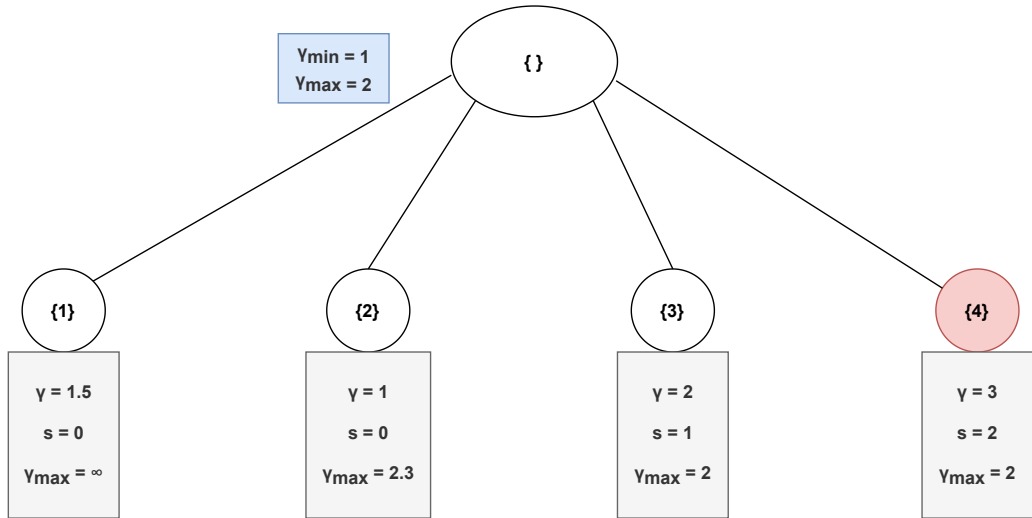 γmin = 1
γmax = 2
{ }
{1}
{2}
{3}
{4}
γ = 1.5
s = 0
γmax = ∞
γ = 1
s = 0
γmax = 2.3
γ = 2
s = 1
γmax = 2
γ = 3
s = 2
γmax = 2